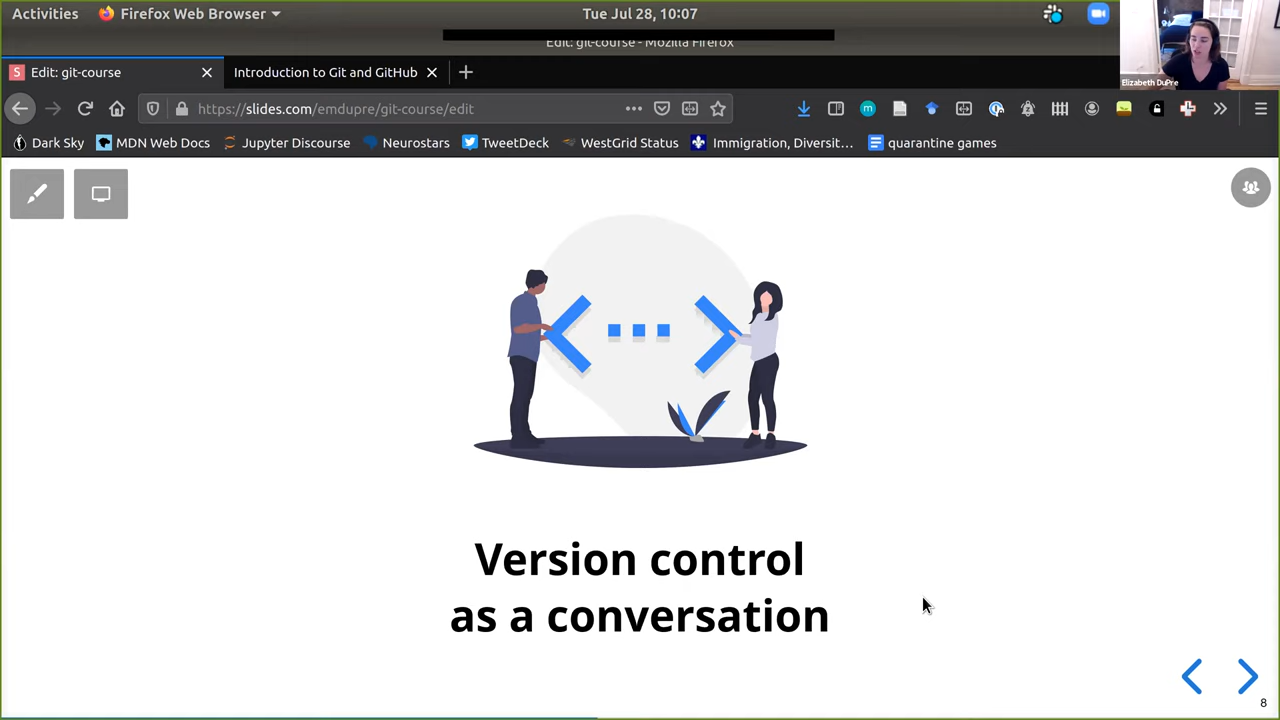 Activities
Firefox Web Browser
Tue Jul 28, 10:07
Edit: git-course - Mozilla Firefox
Elizabeth DuPre
S Edit: git-course
Introduction to Git and GitHub
https://slides.com/emdupre/git-course/edit
Dark Sky
MDN Web Docs
Jupyter Discourse
Neurostars
TweetDeck
WestGrid Status
Immigration, Diversit…
quarantine games
Version control
as a conversation
8